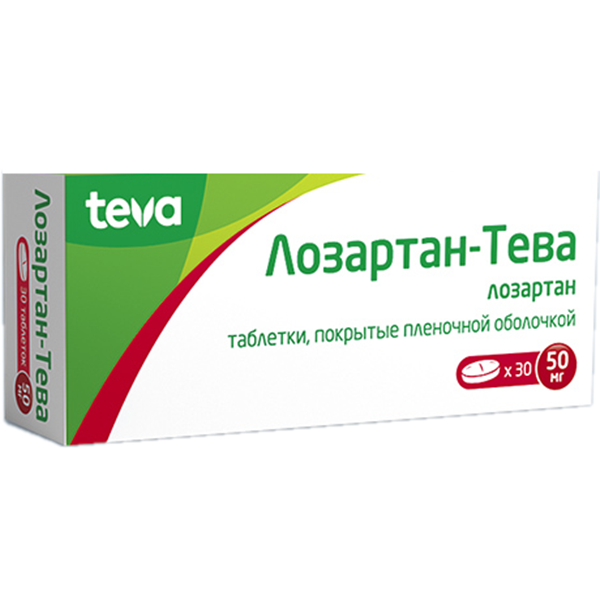 teva
Лозартан-Тева
лозартан
таблетки, покрытые пленочной оболочкой
x 30
50 мг
Лозартан-Тева
30 таблеток
50 мг